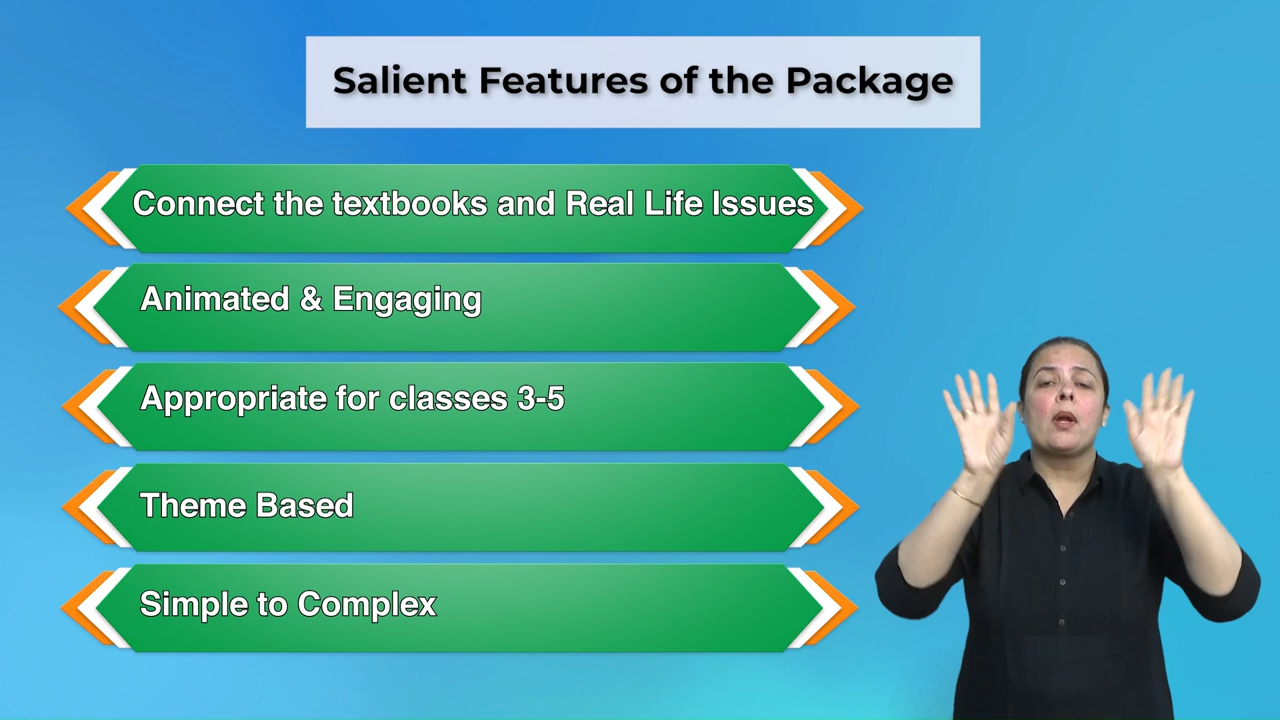 Salient Features of the Package
Connect the textbooks and Real Life Issues
Animated & Engaging
Appropriate for classes 3-5
Theme Based
Simple to Complex